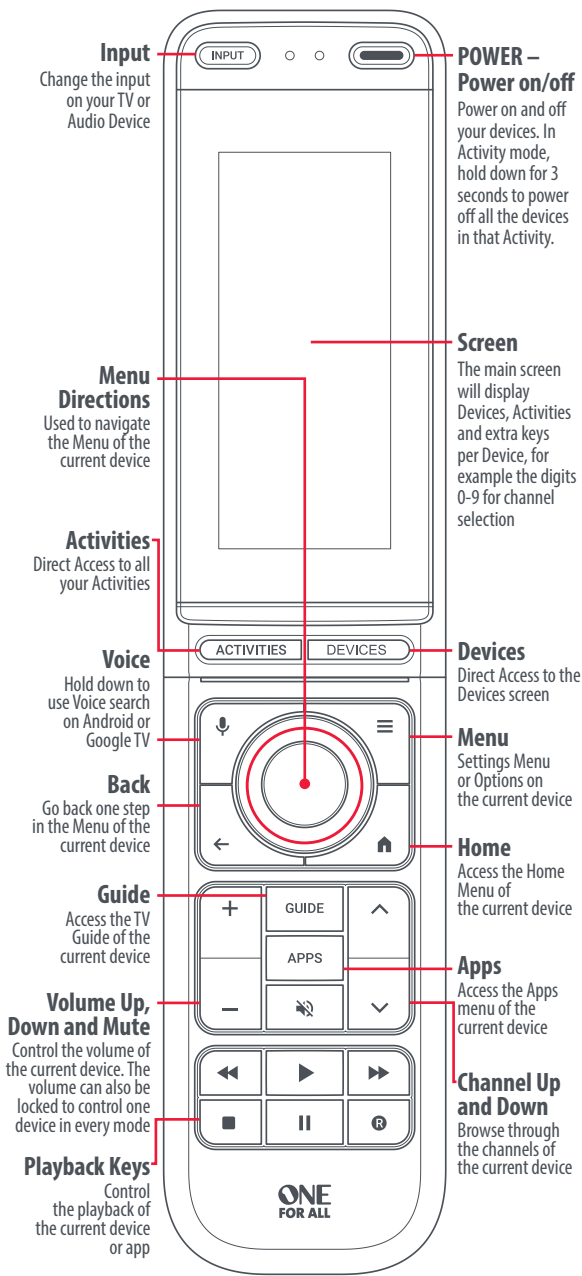 Input
Change the input
on your TV or
Audio Device
Menu
Directions
Used to navigate
the Menu of the
current device
Activities
Direct Access to all
your Activities
Voice
Hold down to
use Voice search
on Android or
Google TV
Back
Go back one step
in the Menu of the
current device
Guide
Access the TV
Guide of the
current device
Volume Up,
Down and Mute
Control the volume of
the current device. The
volume can also be
locked to control one
device in every mode
Playback Keys
Control
the playback of
the current device
or app
INPUT
ACTIVITIES
DEVICES
GUIDE
APPS
R
ONE
FOR ALL
POWER –
Power on/off
Power on and off
your devices. In
Activity mode,
hold down for 3
seconds to power
off all the devices
in that Activity.
Screen
The main screen
will display
Devices, Activities
and extra keys
per Device, for
example the digits
0-9 for channel
selection
Devices
Direct Access to the
Devices screen
Menu
Settings Menu
or Options on
the current device
Home
Access the Home
Menu of
the current device
Apps
Access the Apps
menu of the
current device
Channel Up
and Down
Browse through
the channels of
the current device